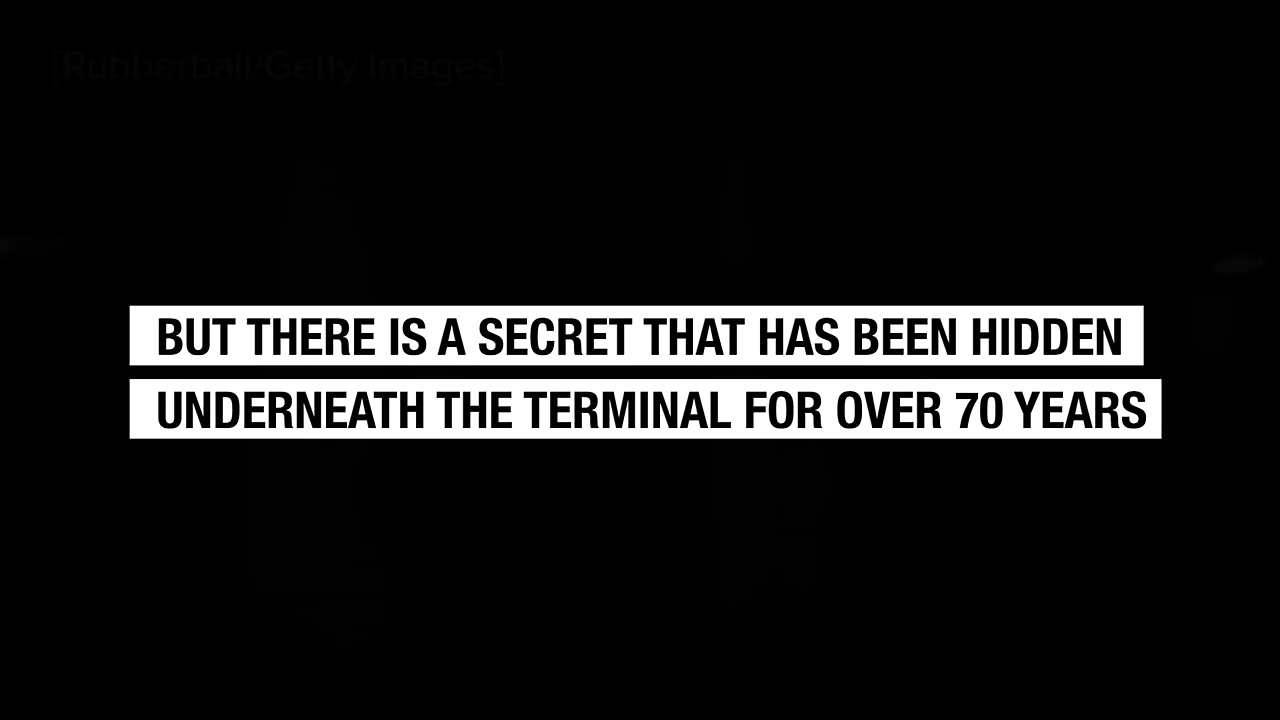 [Rubberball/Getty Images]
BUT THERE IS A SECRET THAT HAS BEEN HIDDEN
UNDERNEATH THE TERMINAL FOR OVER 70 YEARS